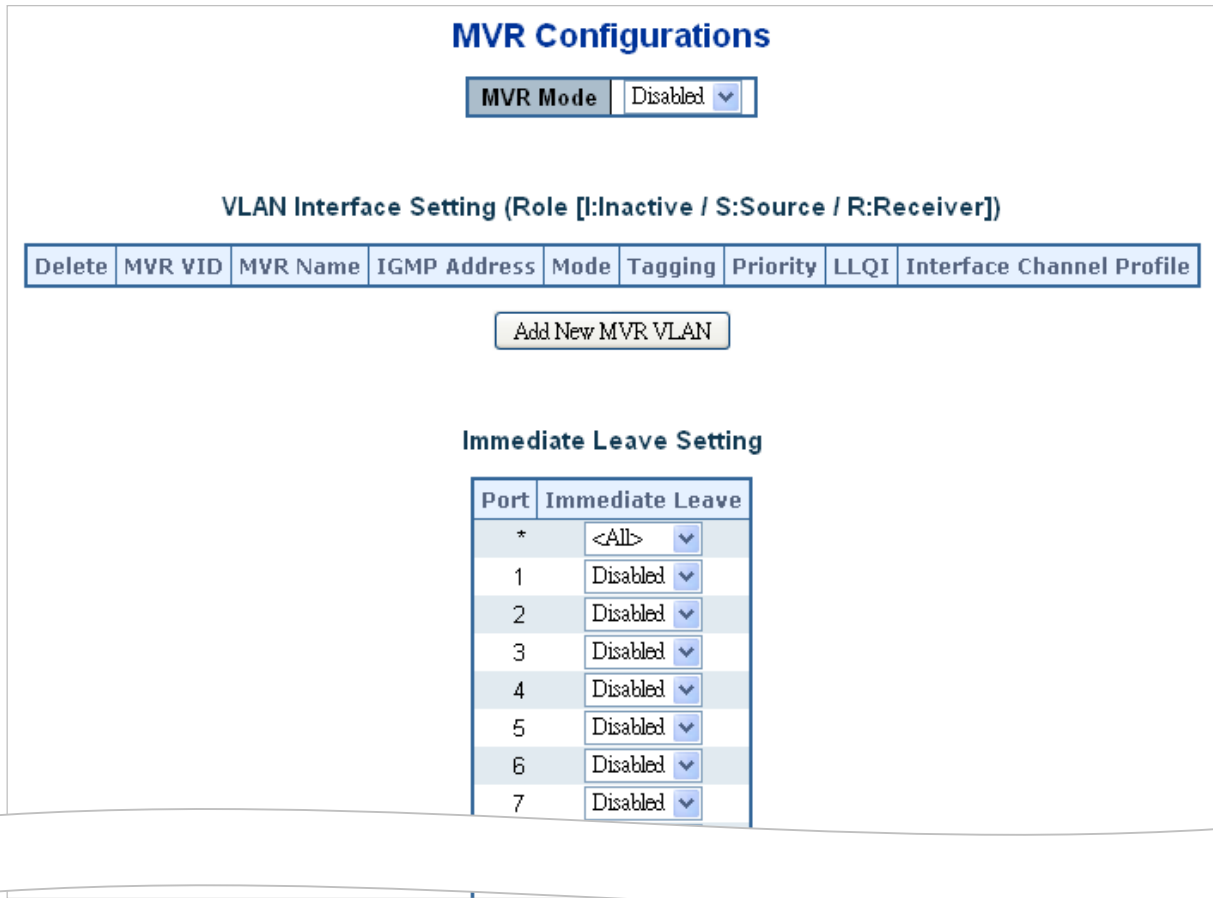 MVR Configurations
MVR Mode Disabled
VLAN Interface Setting (Role [I:Inactive / S:Source / R:Receiver])
Delete MVR VID MVR Name IGMP Address Mode Tagging Priority LLQI Interface Channel Profile
Add New MVR VLAN
Immediate Leave Setting
Port Immediate Leave
* <All>
1 Disabled
2 Disabled
3 Disabled
4 Disabled
5 Disabled
6 Disabled
7 Disabled